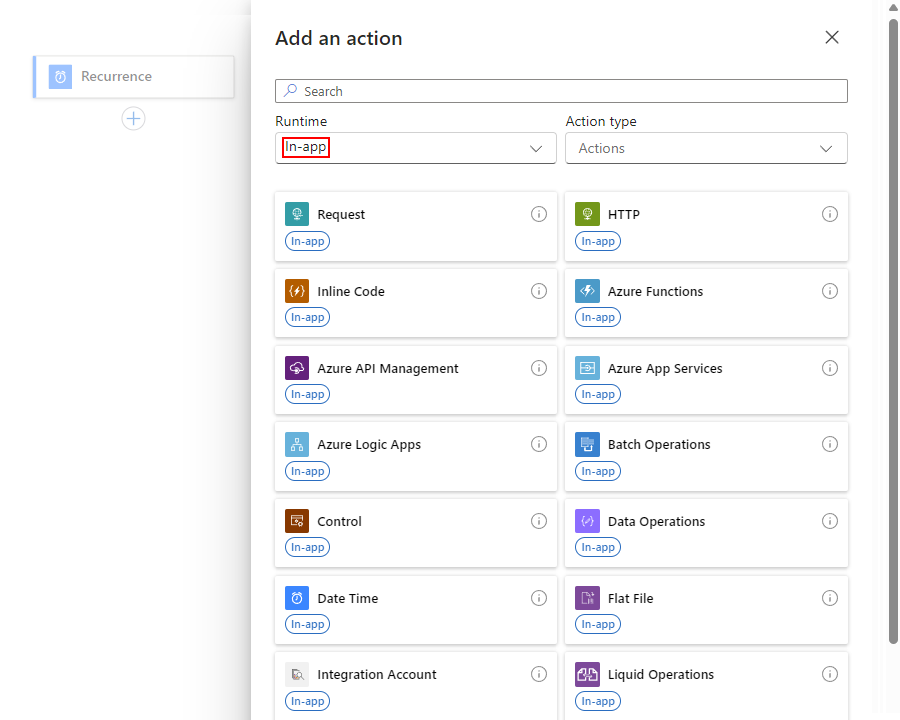 Add an action
Recurrence
Search
Runtime
Action type
In-app
Actions
Request
HTTP
In-app
In-app
Inline Code
Azure Functions
In-app
In-app
Azure API Management
Azure App Services
In-app
In-app
Azure Logic Apps
Batch Operations
In-app
In-app
Control
Data Operations
In-app
In-app
Date Time
Flat File
In-app
In-app
Integration Account
Liquid Operations
In-app
In-app